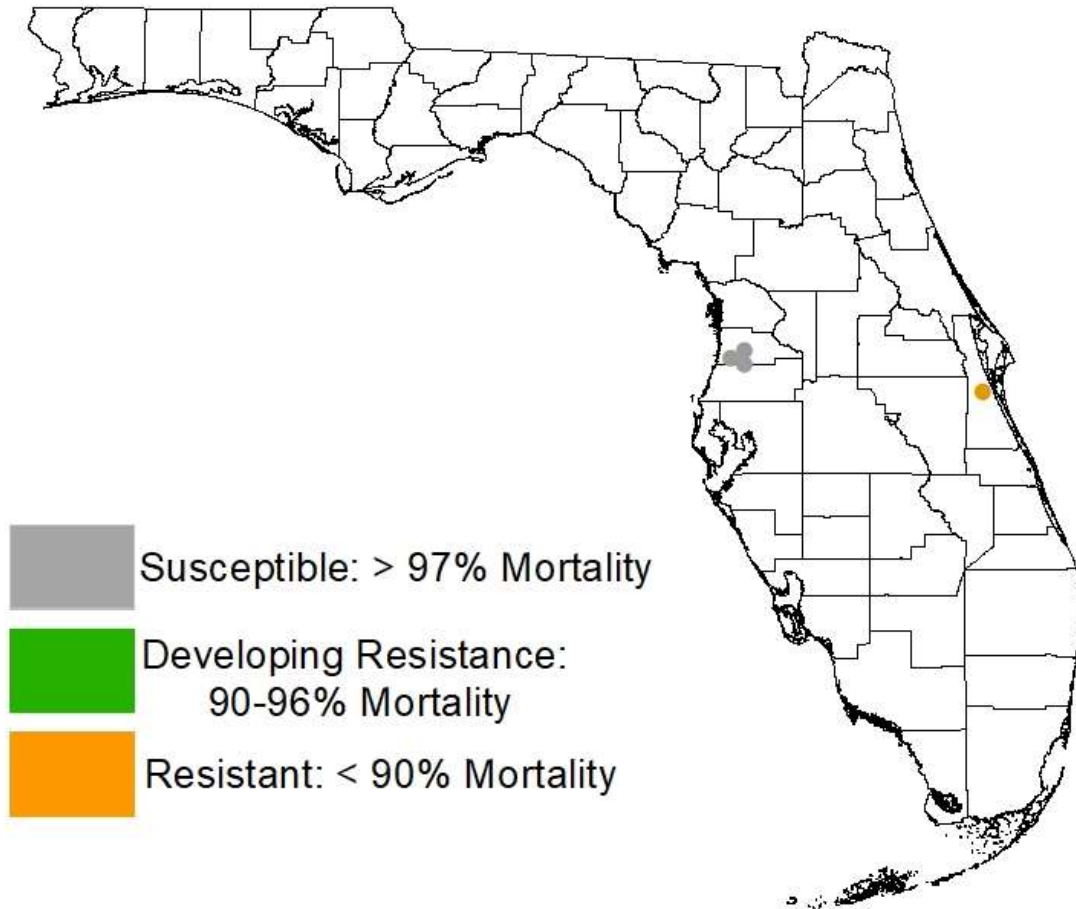 Susceptible: > 97% Mortality
Developing Resistance:
90-96% Mortality
Resistant: < 90% Mortality